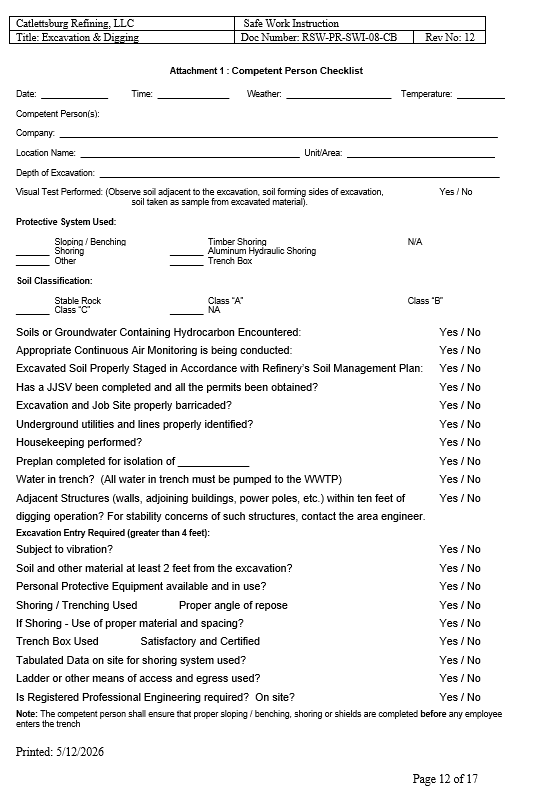 Catlettsburg Refining, LLC Safe Work Instruction
Title: Excavation & Digging Doc Number: RSW-PR-SWI-08-CB Rev No: 12
Attachment 1 : Competent Person Checklist
Date: ____________ Time: ____________ Weather: ____________ Temperature: ____________
Competent Person(s):
Company: ____________
Location Name: ____________ Unit/Area: ____________
Depth of Excavation: ____________
Visual Test Performed: (Observe soil adjacent to the excavation, soil forming sides of excavation, Yes / No
soil taken as sample from excavated material).
Protective System Used:
Sloping / Benching Timber Shoring N/A
______ Shoring ______ Aluminum Hydraulic Shoring
______ Other ______ Trench Box
Soil Classification:
Stable Rock Class “A” Class “B”
______ Class “C” ______ NA
Soils or Groundwater Containing Hydrocarbon Encountered: Yes / No
Appropriate Continuous Air Monitoring is being conducted: Yes / No
Excavated Soil Properly Staged in Accordance with Refinery’s Soil Management Plan: Yes / No
Has a JJSV been completed and all the permits been obtained? Yes / No
Excavation and Job Site properly barricaded? Yes / No
Underground utilities and lines properly identified? Yes / No
Housekeeping performed? Yes / No
Preplan completed for isolation of ____________ Yes / No
Water in trench? (All water in trench must be pumped to the WWTP) Yes / No
Adjacent Structures (walls, adjoining buildings, power poles, etc.) within ten feet of Yes / No
digging operation? For stability concerns of such structures, contact the area engineer.
Excavation Entry Required (greater than 4 feet):
Subject to vibration? Yes / No
Soil and other material at least 2 feet from the excavation? Yes / No
Personal Protective Equipment available and in use? Yes / No
Shoring / Trenching Used Proper angle of repose Yes / No
If Shoring - Use of proper material and spacing? Yes / No
Trench Box Used Satisfactory and Certified Yes / No
Tabulated Data on site for shoring system used? Yes / No
Ladder or other means of access and egress used? Yes / No
Is Registered Professional Engineering required? On site? Yes / No
Note: The competent person shall ensure that proper sloping / benching, shoring or shields are completed before any employee
enters the trench
Printed: 5/12/2026
Page 12 of 17